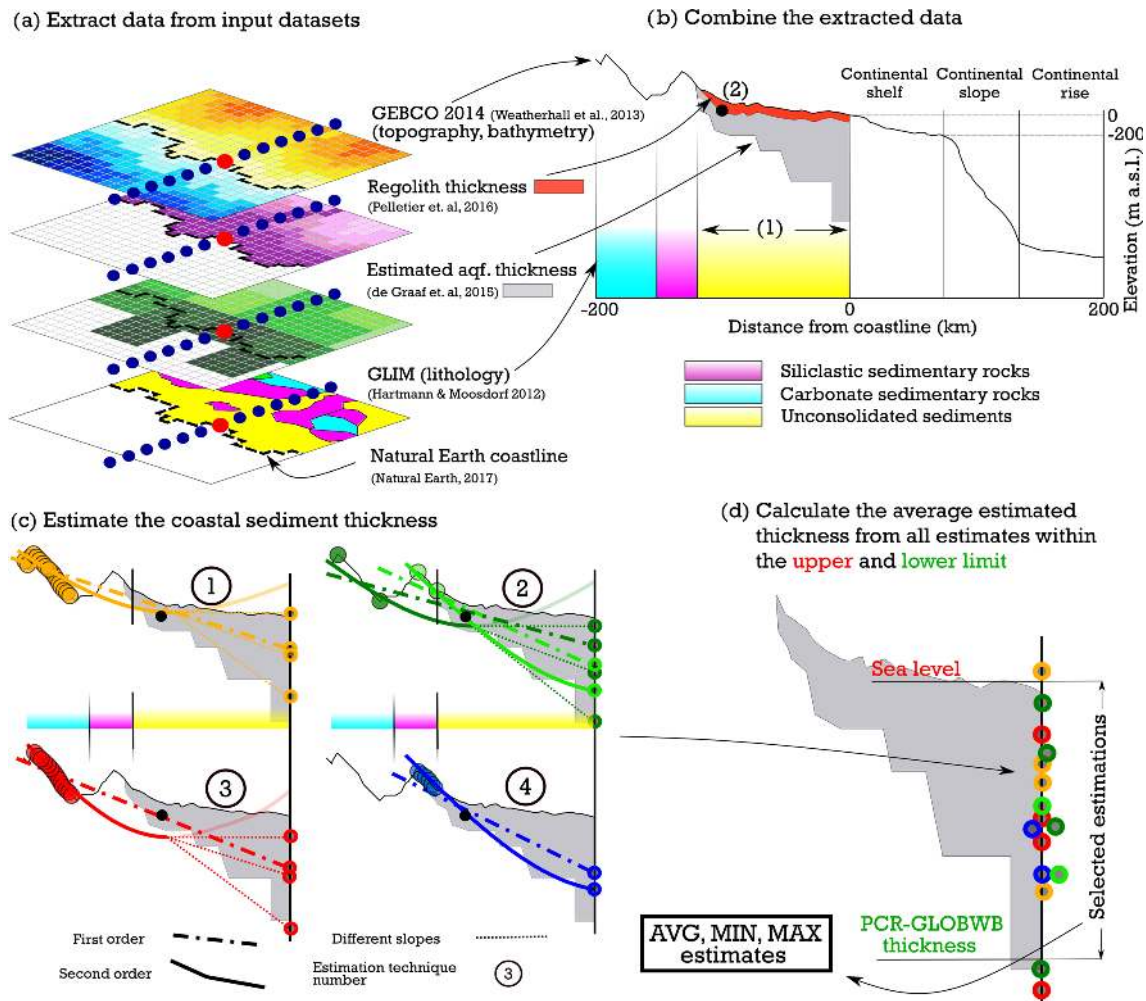 (a) Extract data from input datasets
GEBCO 2014 (Weatherall et al., 2013)
(topography, bathymetry)
Regolith thickness
(Pelletier et. al, 2016)
Estimated aqf. thickness
(de Graaf et. al, 2015)
GLIM (lithology)
(Hartmann & Moosdorf 2012)
Natural Earth coastline
(Natural Earth, 2017)
(b) Combine the extracted data
Continental shelf
Continental slope
Continental rise
(2)
(1)
0
-200
Elevation (m a.s.l.)
-200
0
200
Distance from coastline (km)
Siliclastic sedimentary rocks
Carbonate sedimentary rocks
Unconsolidated sediments
(c) Estimate the coastal sediment thickness
1
2
3
4
First order
Different slopes
Second order
Estimation technique
number
3
(d) Calculate the average estimated
thickness from all estimates within
the upper and lower limit
Sea level
Selected estimations
PCR-GLOBWB
thickness
AVG, MIN, MAX
estimates